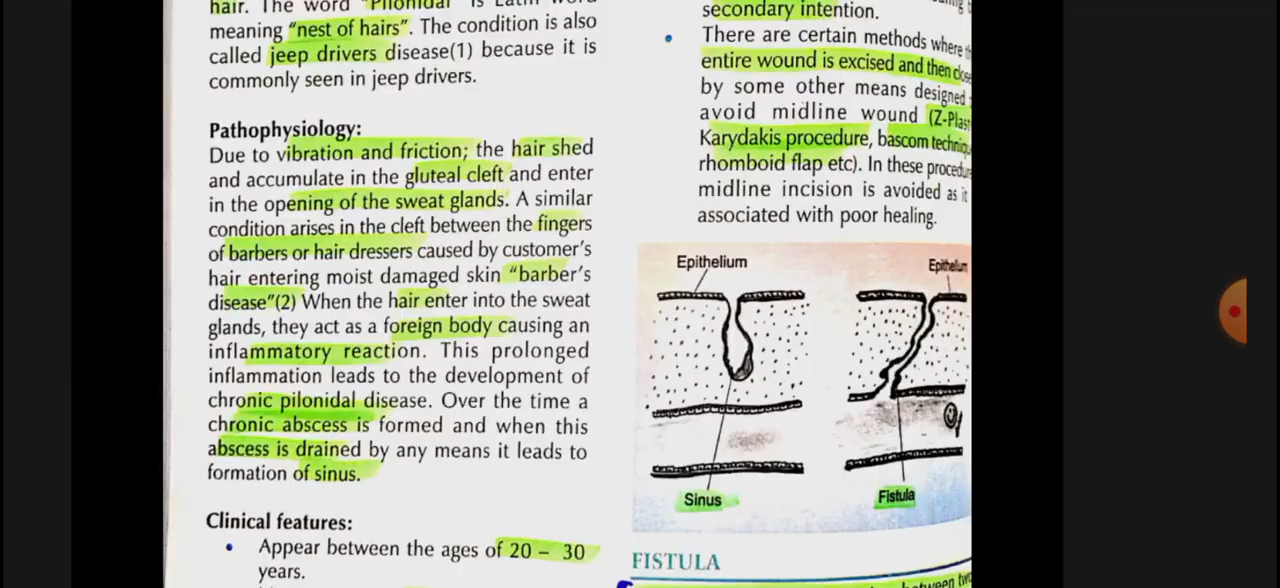 hair. The word "Pilonidal" is Latin word
meaning "nest of hairs". The condition is also
called jeep drivers disease(1) because it is
commonly seen in jeep drivers.
Pathophysiology:
Due to vibration and friction; the hair shed
and accumulate in the gluteal cleft and enter
in the opening of the sweat glands. A similar
condition arises in the cleft between the fingers
of barbers or hair dressers caused by customer's
hair entering moist damaged skin "barber's
disease"(2) When the hair enter into the sweat
glands, they act as a foreign body causing an
inflammatory reaction. This prolonged
inflammation leads to the development of
chronic pilonidal disease. Over the time a
chronic abscess is formed and when this
abscess is drained by any means it leads to
formation of sinus.
Clinical features:
• Appear between the ages of 20 – 30
years.
secondary intention.
• There are certain methods where
entire wound is excised and then
by some other means designed
avoid midline wound (Z-Plas
Karydakis procedure, bascom
rhomboid flap etc). In these
midline incision is avoided as it
associated with poor healing.
Epithelium
Epithelium
Sinus
Fistula
FISTULA
between